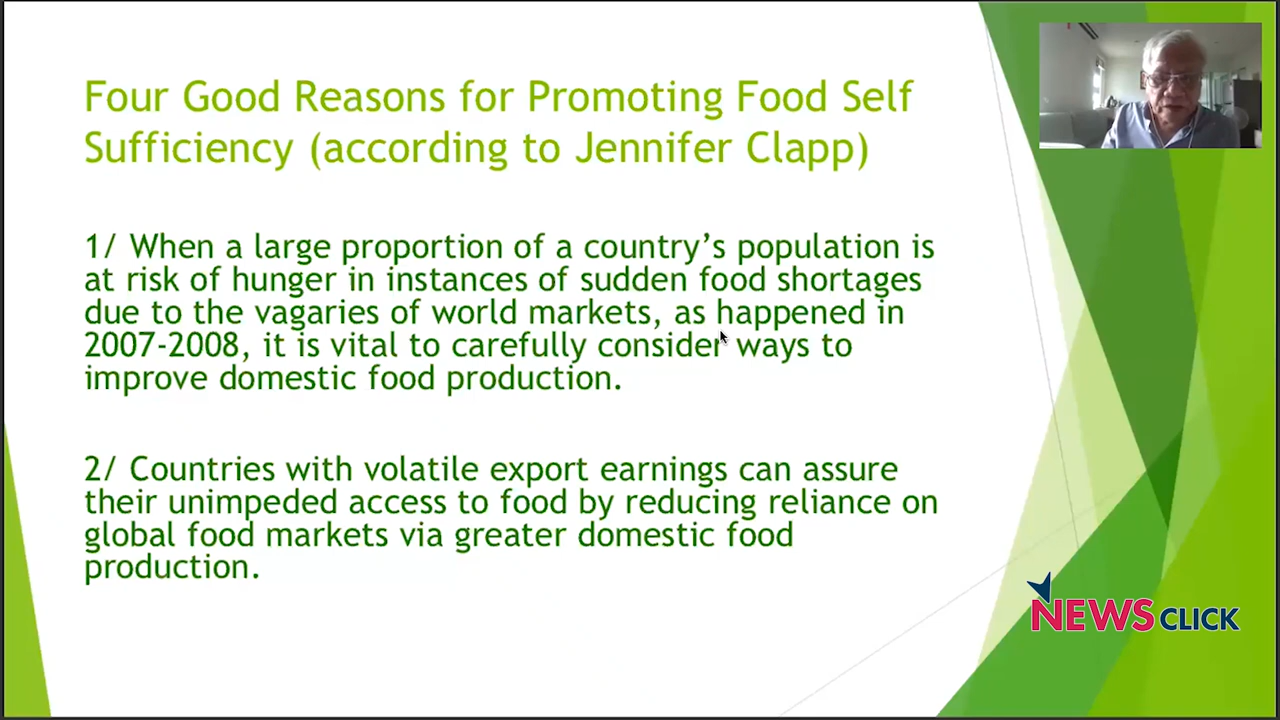 Four Good Reasons for Promoting Food Self
Sufficiency (according to Jennifer Clapp)
1/ When a large proportion of a country’s population is
at risk of hunger in instances of sudden food shortages
due to the vagaries of world markets, as happened in
2007-2008, it is vital to carefully consider ways to
improve domestic food production.
2/ Countries with volatile export earnings can assure
their unimpeded access to food by reducing reliance on
global food markets via greater domestic food
production.
NEWSCLICK